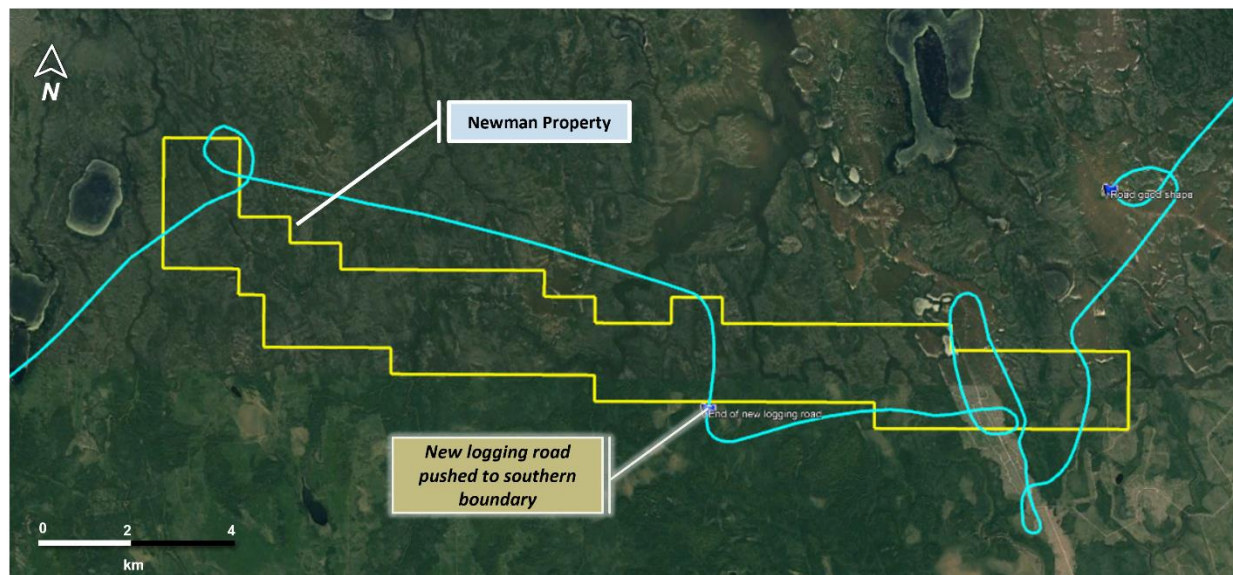 N
Newman Property
Road good shape
End of new logging road
New logging road
pushed to southern
boundary
0 2 4
km